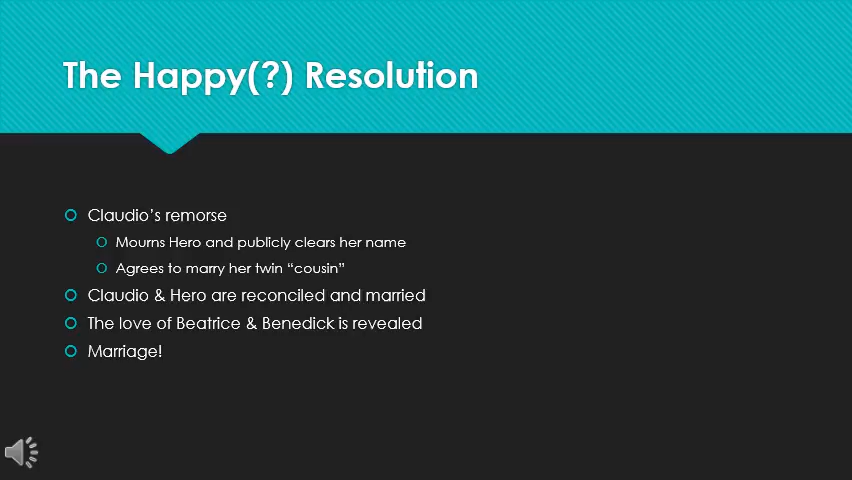 The Happy(?) Resolution
Claudio’s remorse
Mourns Hero and publicly clears her name
Agrees to marry her twin “cousin”
Claudio & Hero are reconciled and married
The love of Beatrice & Benedick is revealed
Marriage!